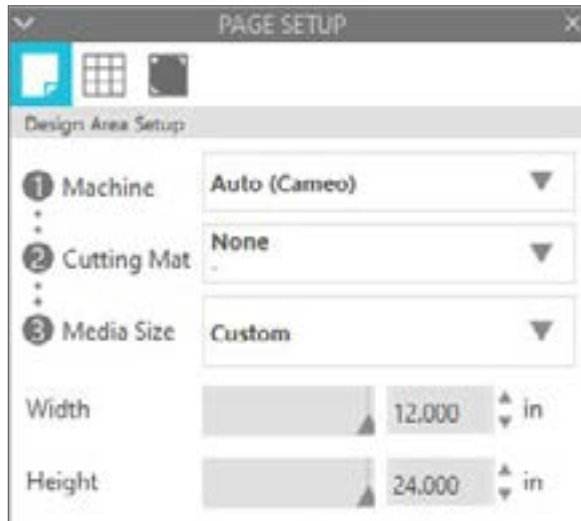 PAGE SETUP
Design Area Setup
1 Machine Auto (Cameo)
2 Cutting Mat None
-
3 Media Size Custom
Width 12.000 in
Height 24.000 in